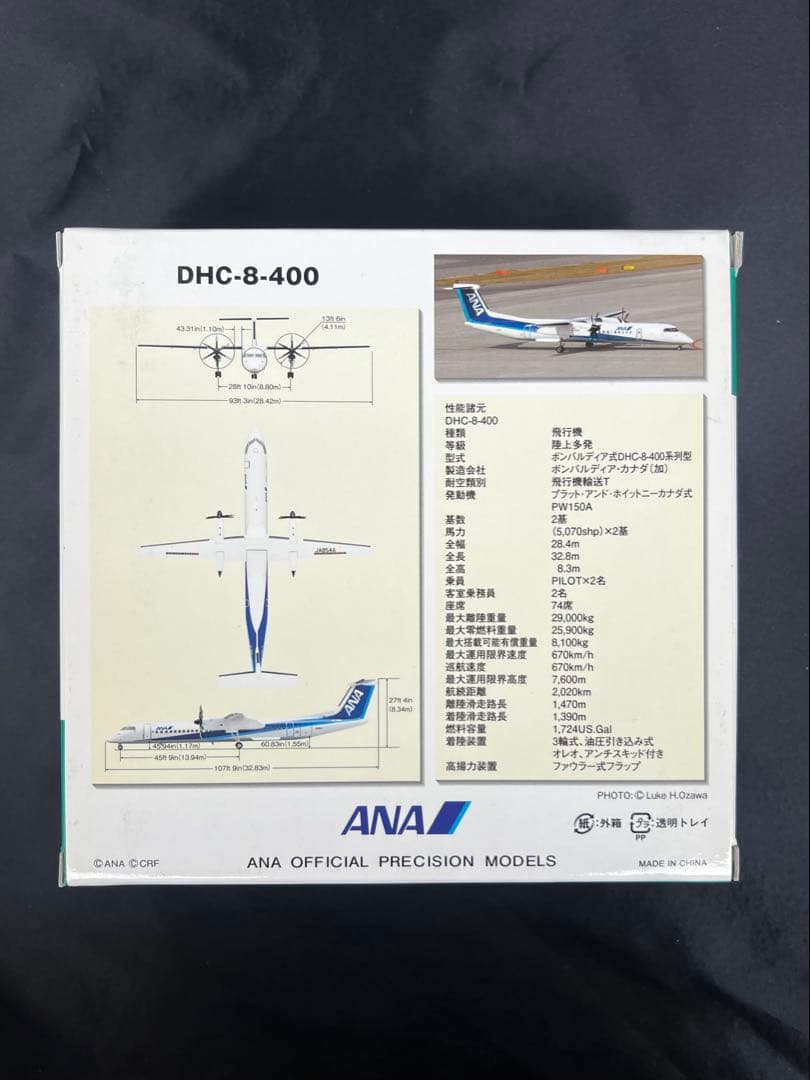 DHC-8-400
43.31in(1.10m)
13ft 6in
(4.11m)
28ft 10in(8.80m)
93ft 3in(28.42m)
JA854A
ANA
ANA
27ft 4in
(8.34m)
45.94in(1.17m)
60.83in(1.55m)
45ft 9in(13.94m)
107ft 9in(32.83m)
ANA
ANA
性能諸元
DHC-8-400
種類 飛行機
等級 陸上多発
型式 ボンバルディア式DHC-8-400系列型
製造会社 ボンバルディア・カナダ(加)
耐空類別 飛行機輸送T
発動機 プラット・アンド・ホイットニーカナダ式
PW150A
基数 2基
馬力 (5,070shp)×2基
全幅 28.4m
全長 32.8m
全高 8.3m
乗員 PILOT×2名
客室乗務員 2名
座席 74席
最大離陸重量 29,000kg
最大零燃料重量 25,900kg
最大搭載可能有償重量 8,100kg
最大運用限界速度 670km/h
巡航速度 670km/h
最大運用限界高度 7,600m
航続距離 2,020km
離陸滑走路長 1,470m
着陸滑走路長 1,390m
燃料容量 1,724US.Gal
着陸装置 3輪式、油圧引き込み式
オレオ、アンチスキッド付き
高揚力装置 ファウラー式フラップ
PHOTO:©Luke H.Ozawa
ANA
紙:外箱 プラ:透明トレイ
PP
©ANA ©CRF
ANA OFFICIAL PRECISION MODELS
MADE IN CHINA